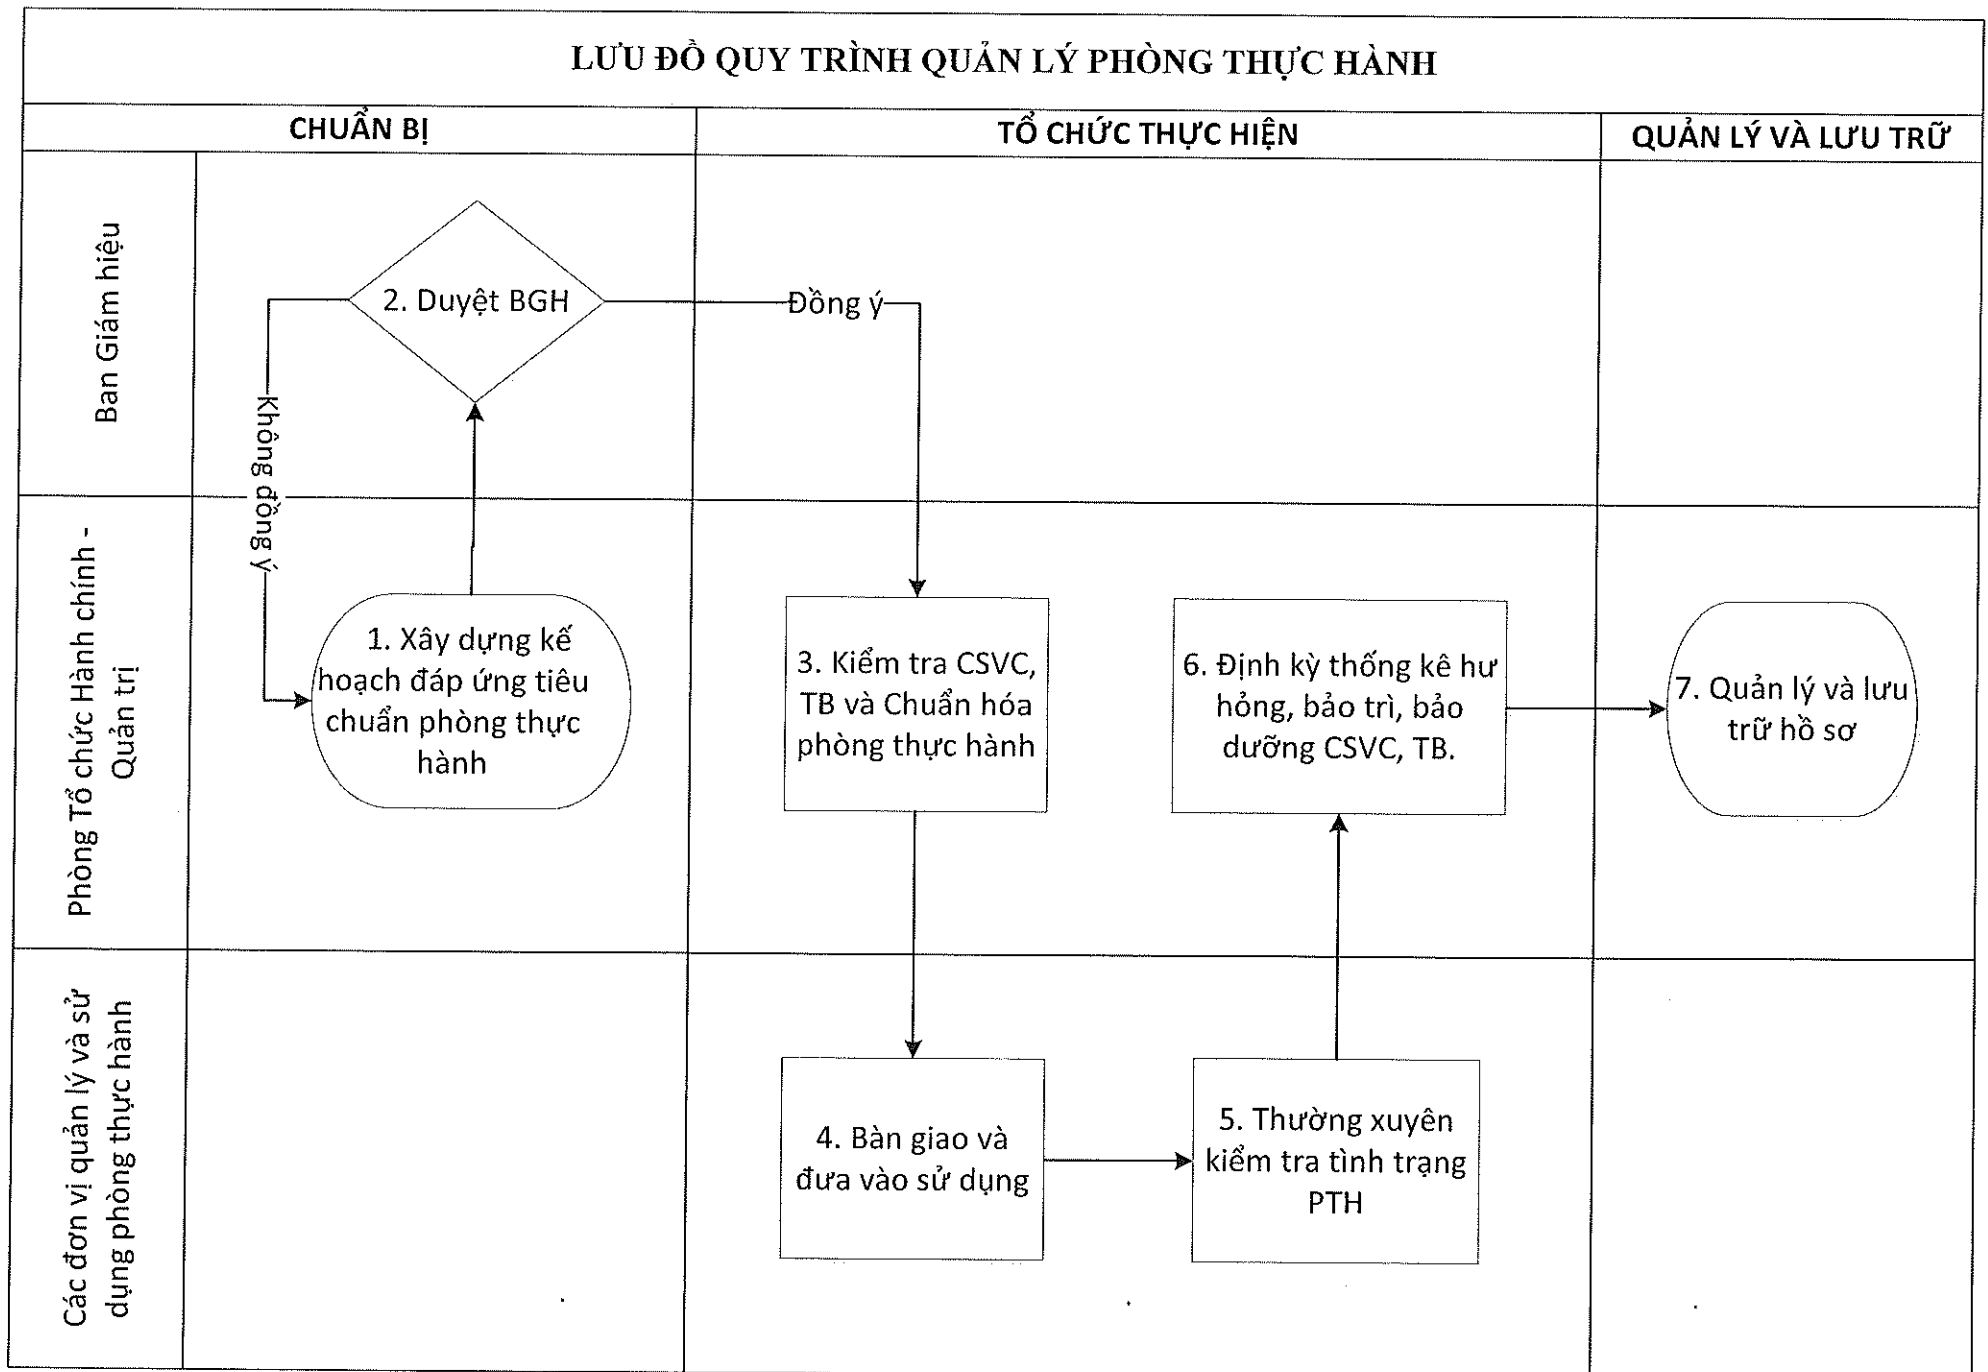 LƯU ĐỒ QUY TRÌNH QUẢN LÝ PHÒNG THỰC HÀNH
CHUẨN BỊ
TỔ CHỨC THỰC HIỆN
QUẢN LÝ VÀ LƯU TRỮ
Ban Giám hiệu
2. Duyệt BGH
Đồng ý
Không đồng ý
Phòng Tổ chức Hành chính -
Quản trị
1. Xây dựng kế
hoạch đáp ứng tiêu
chuẩn phòng thực
hành
3. Kiểm tra CSVC,
TB và Chuẩn hóa
phòng thực hành
6. Định kỳ thống kê hư
hỏng, bảo trì, bảo
dưỡng CSVC, TB.
7. Quản lý và lưu
trữ hồ sơ
Các đơn vị quản lý và sử
dụng phòng thực hành
4. Bàn giao và
đưa vào sử dụng
5. Thường xuyên
kiểm tra tình trạng
PTH